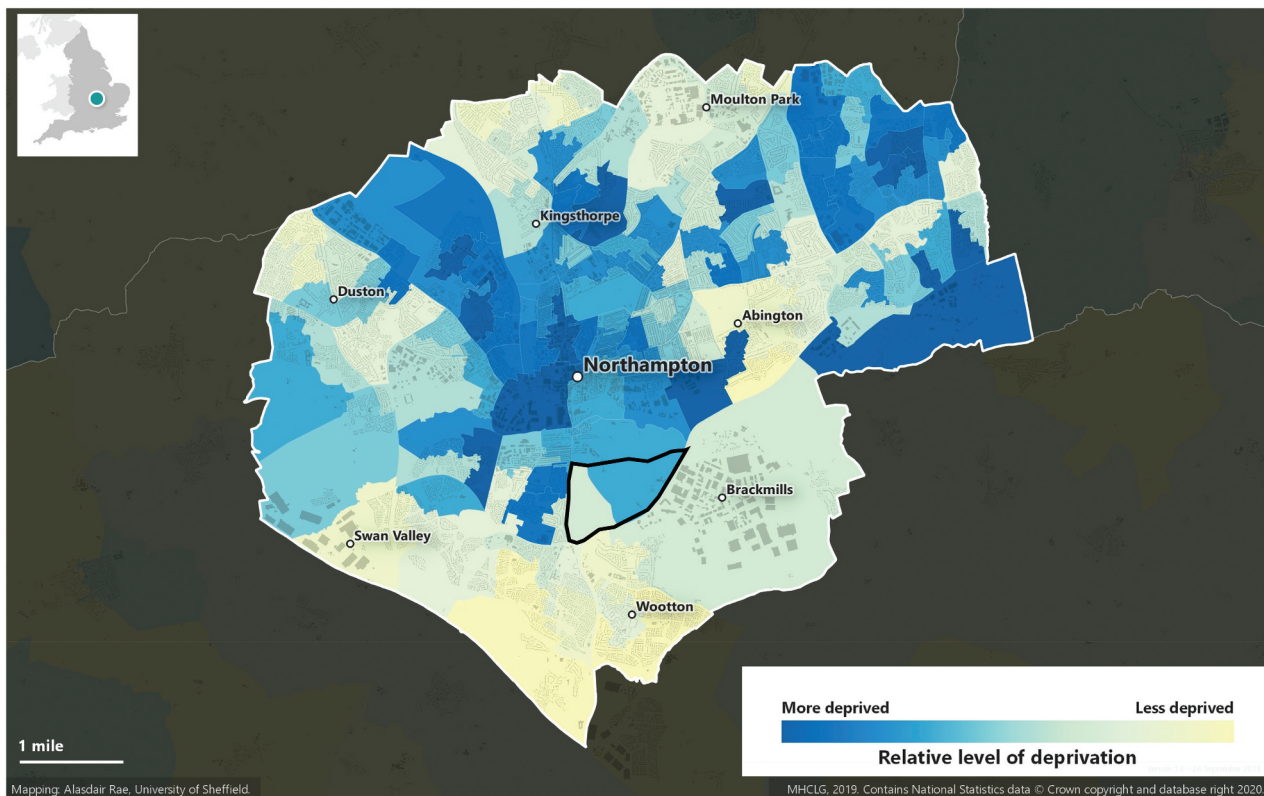 Moulton Park
Kingsthorpe
Duston
Abington
Northampton
Brackmills
Swan Valley
Wootton
More deprived
Less deprived
Relative level of deprivation
1 mile
Mapping: Alasdair Rae, University of Sheffield.
MHCLG, 2019. Contains National Statistics data © Crown copyright and database right 2020.